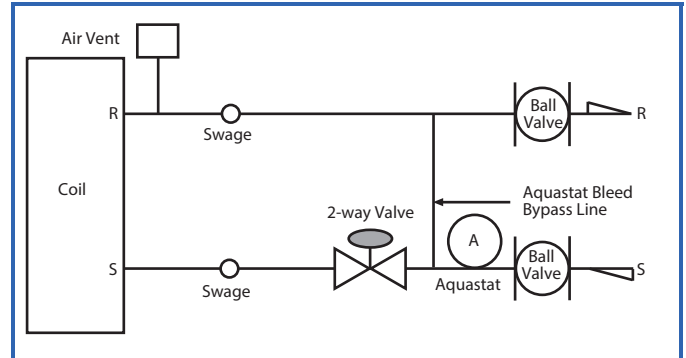 Air Vent
R
Swage
Ball
Valve
R
Coil
2-way Valve
Aquastat Bleed
Bypass Line
A
S
Swage
Aquastat
Ball
Valve
S